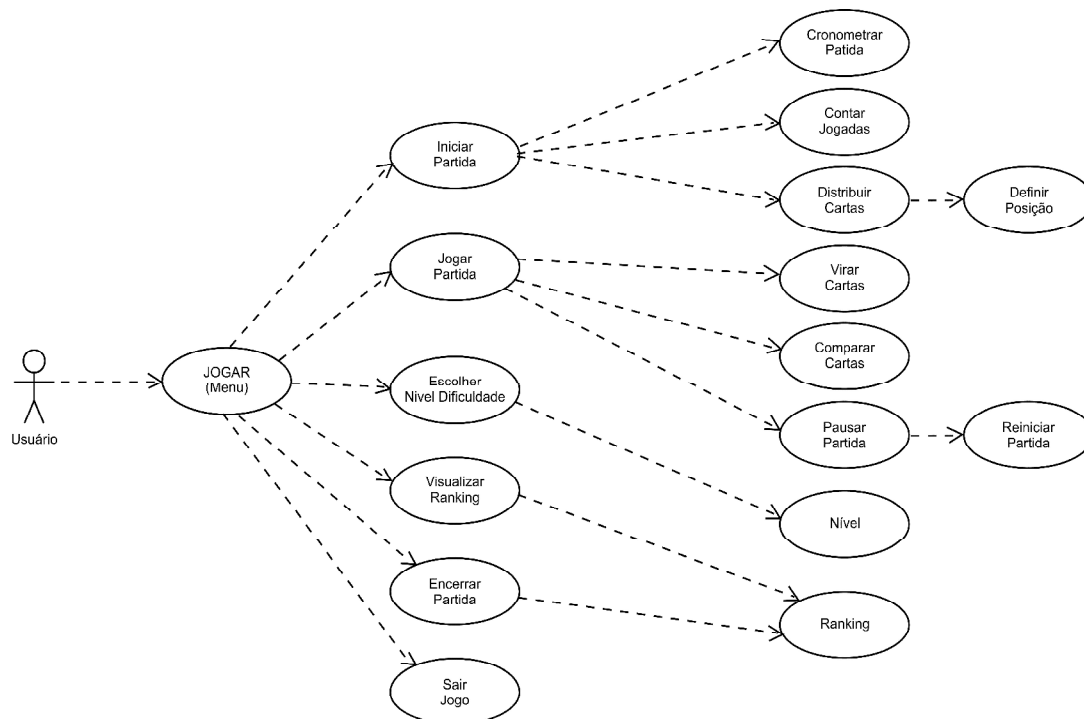 Cronometrar
Patida
Contar
Jogadas
Iniciar
Partida
Distribuir
Cartas
Definir
Posição
Jogar
Partida
Virar
Cartas
Comparar
Cartas
JOGAR
(Menu)
Escolher
Nivel Dificuldade
Usuário
Pausar
Partida
Reiniciar
Partida
Visualizar
Ranking
Nível
Encerrar
Partida
Ranking
Sair
Jogo